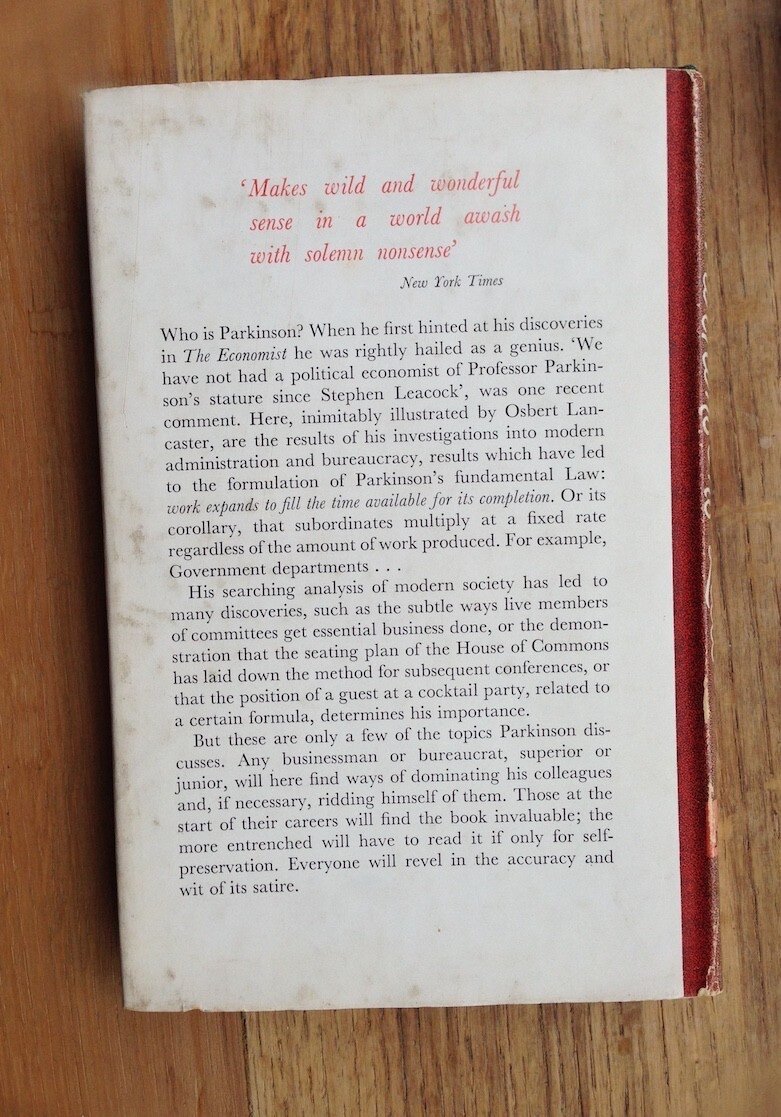 ‘Makes wild and wonderful
sense in a world awash
with solemn nonsense’
New York Times
Who is Parkinson? When he first hinted at his discoveries
in The Economist he was rightly hailed as a genius. ‘We
have not had a political economist of Professor Parkin-
son’s stature since Stephen Leacock’, was one recent
comment. Here, inimitably illustrated by Osbert Lan-
caster, are the results of his investigations into modern
administration and bureaucracy, results which have led
to the formulation of Parkinson’s fundamental Law:
work expands to fill the time available for its completion. Or its
corollary, that subordinates multiply at a fixed rate
regardless of the amount of work produced. For example,
Government departments . . .
His searching analysis of modern society has led to
many discoveries, such as the subtle ways live members
of committees get essential business done, or the demon-
stration that the seating plan of the House of Commons
has laid down the method for subsequent conferences, or
that the position of a guest at a cocktail party, related to
a certain formula, determines his importance.
But these are only a few of the topics Parkinson dis-
cusses. Any businessman or bureaucrat, superior or
junior, will here find ways of dominating his colleagues
and, if necessary, ridding himself of them. Those at the
start of their careers will find the book invaluable; the
more entrenched will have to read it if only for self-
preservation. Everyone will revel in the accuracy and
wit of its satire.